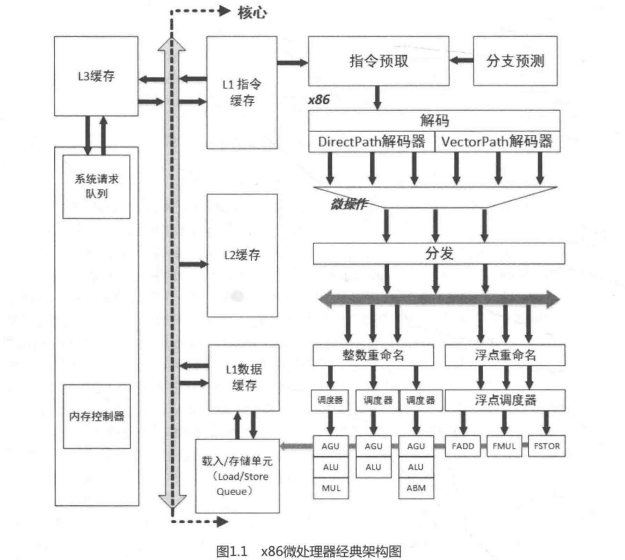 核心
L3缓存
L1 指令
缓存
指令预取
分支预测
x86
解码
DirectPath解码器
VectorPath解码器
系统请求
队列
微操作
L2缓存
分发
整数重命名
浮点重命名
L1数据
缓存
调度器
调度器
调度器
浮点调度器
内存控制器
载入/存储单元
（Load/Store
Queue）
AGU
AGU
AGU
FADD
FMUL
FSTOR
ALU
ALU
ALU
MUL
ABM
图1.1 x86微处理器经典架构图